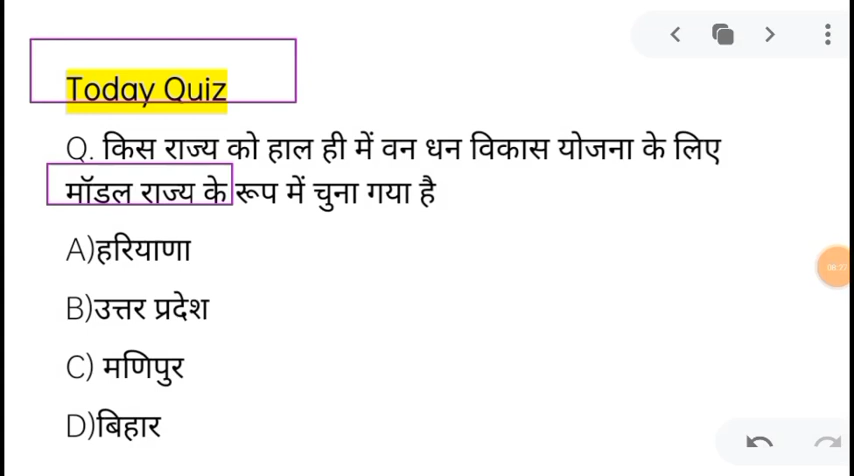 Today Quiz
Q. किस राज्य को हाल ही में वन धन विकास योजना के लिए
मॉडल राज्य के रूप में चुना गया है
A)हरियाणा
B)उत्तर प्रदेश
C) मणिपुर
D)बिहार